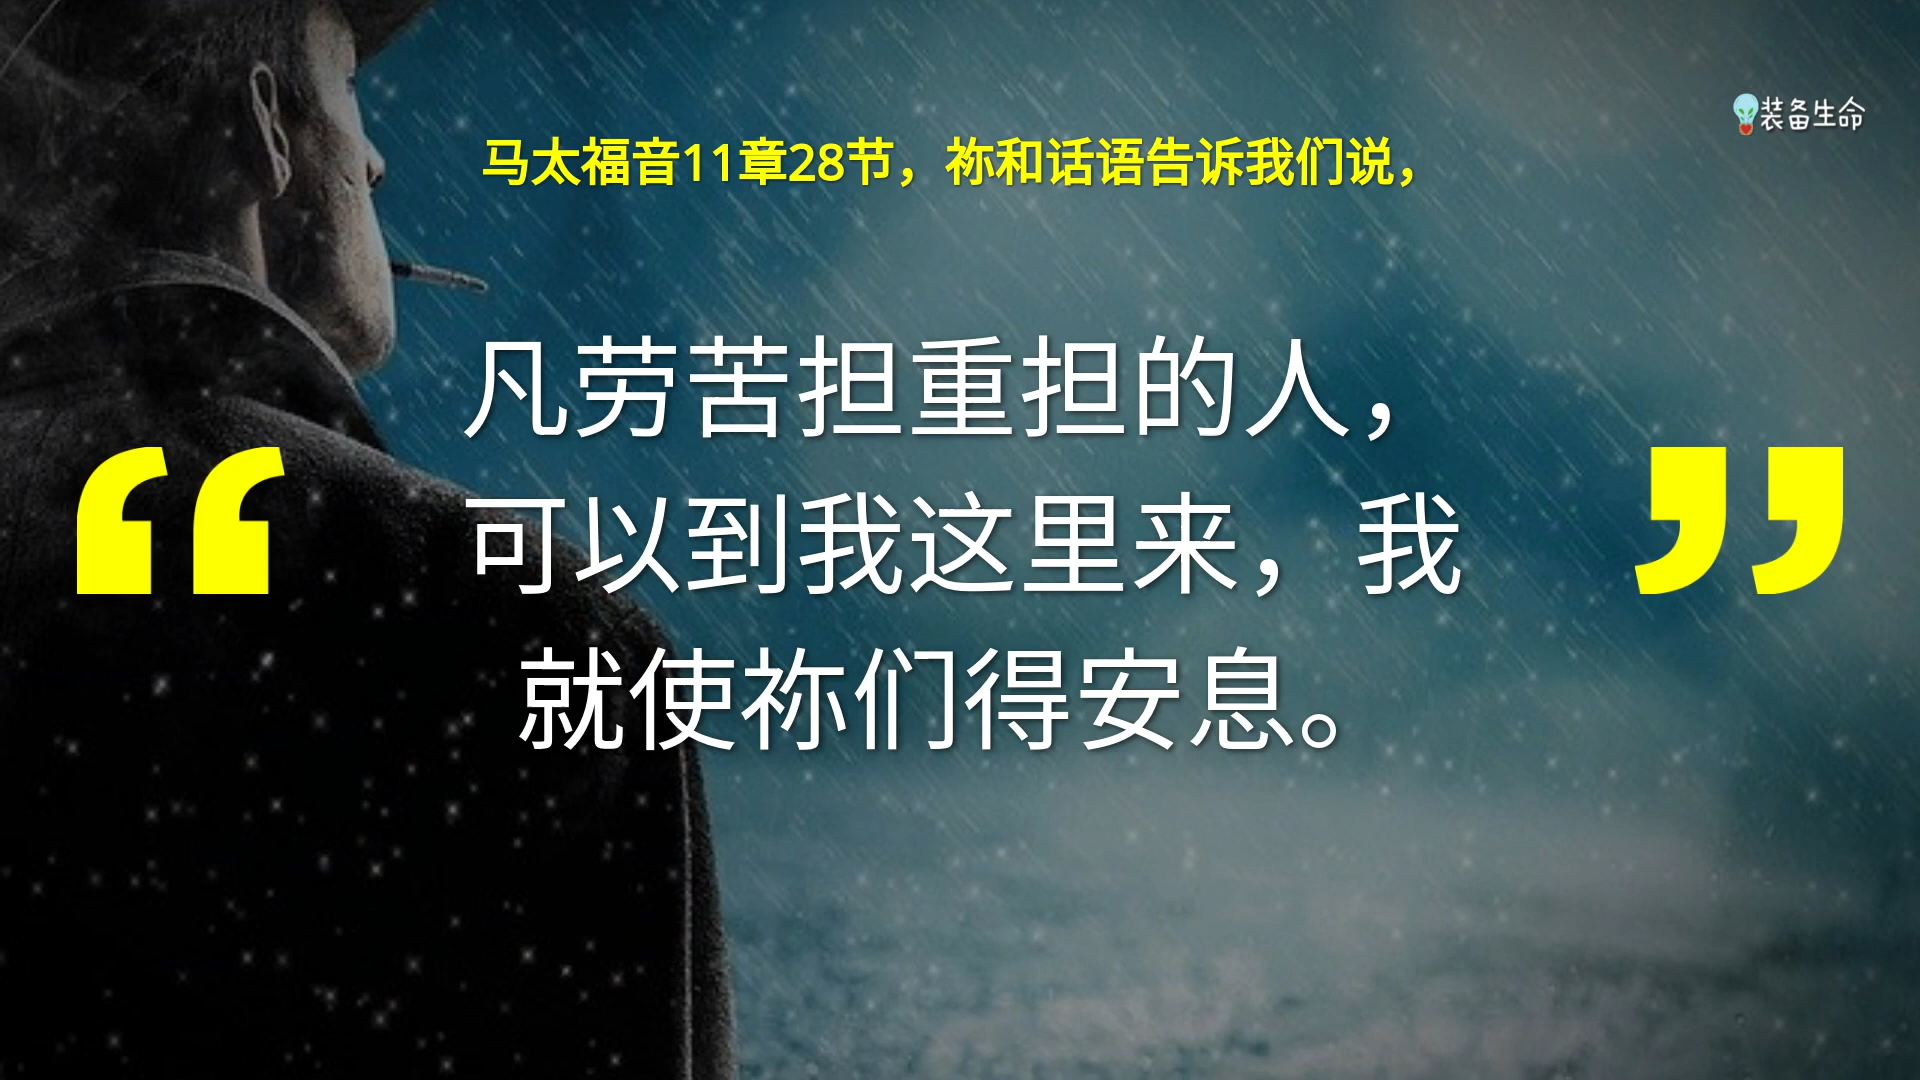 装备生命
马太福音11章28节，祢和话语告诉我们说，
凡劳苦担重担的人，
可以到我这里来，我
就使祢们得安息。